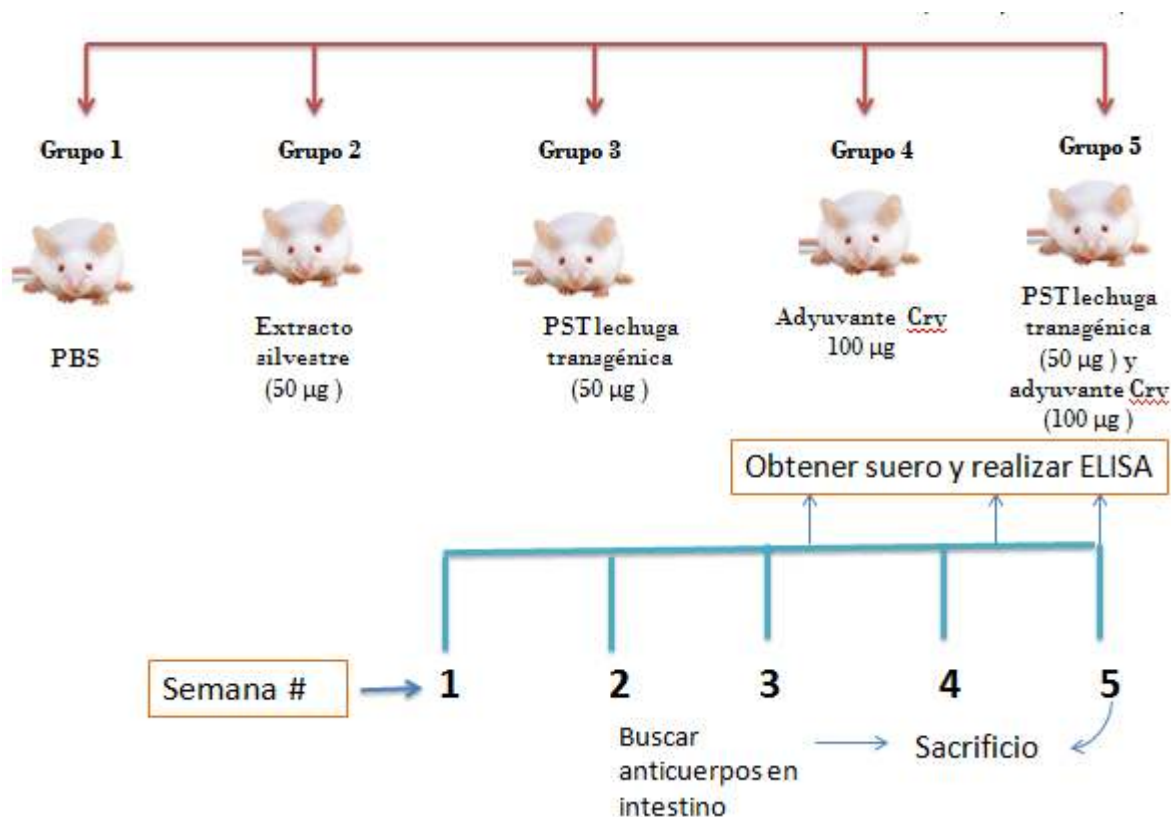 Grupo 1
Grupo 2
Grupo 3
Grupo 4
Grupo 5
PBS
Extracto
silvestre
(50 µg )
PST lechuga
transgénica
(50 µg )
Adyuvante Cry
100 µg
PST lechuga
transgénica
(50 µg ) y
adyuvante Cry
(100 µg )
Obtener suero y realizar ELISA
Semana #
1
2
3
4
5
Buscar
anticuerpos en
intestino
Sacrificio